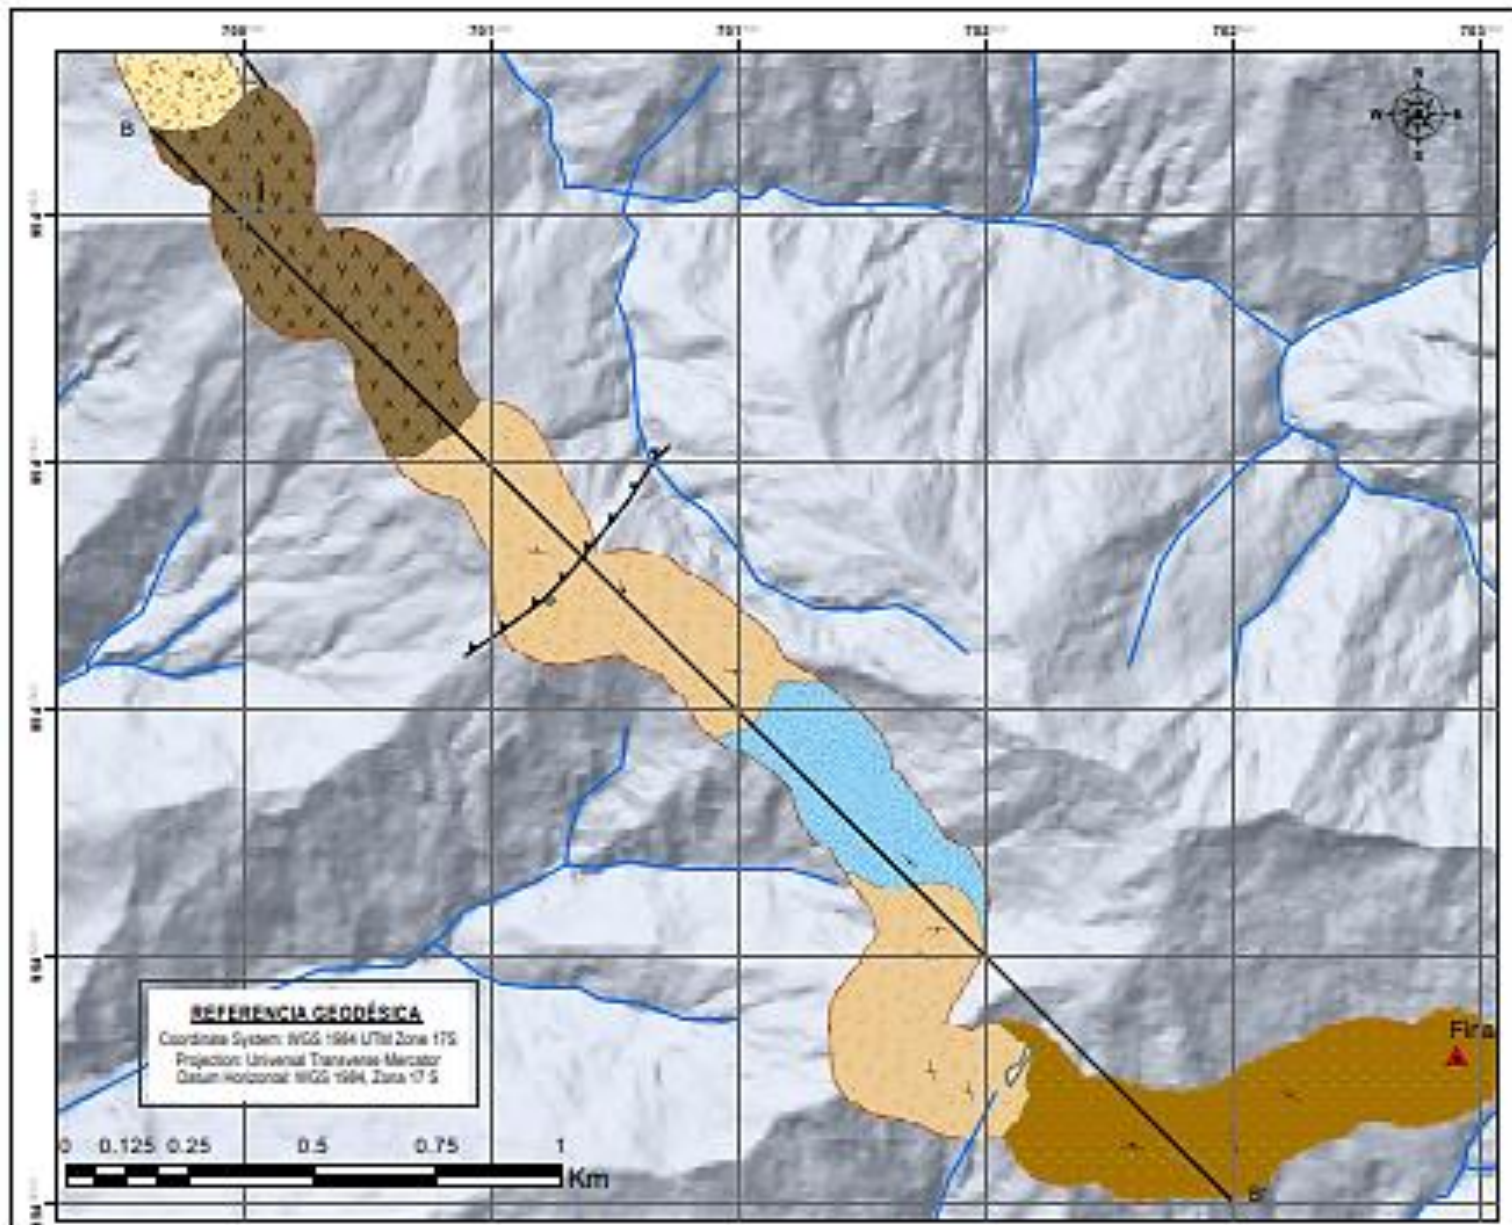 N
W
S
B
REFERENCIA GEODÉSICA
Coordinate System: WGS 1984 UTM Zone 17S
Projection: Universal Transverse Mercator
Datum Horizontal: WGS 1984, Zona 17 S
Fina
0 0.125 0.25 0.5 0.75 1
Km
B'